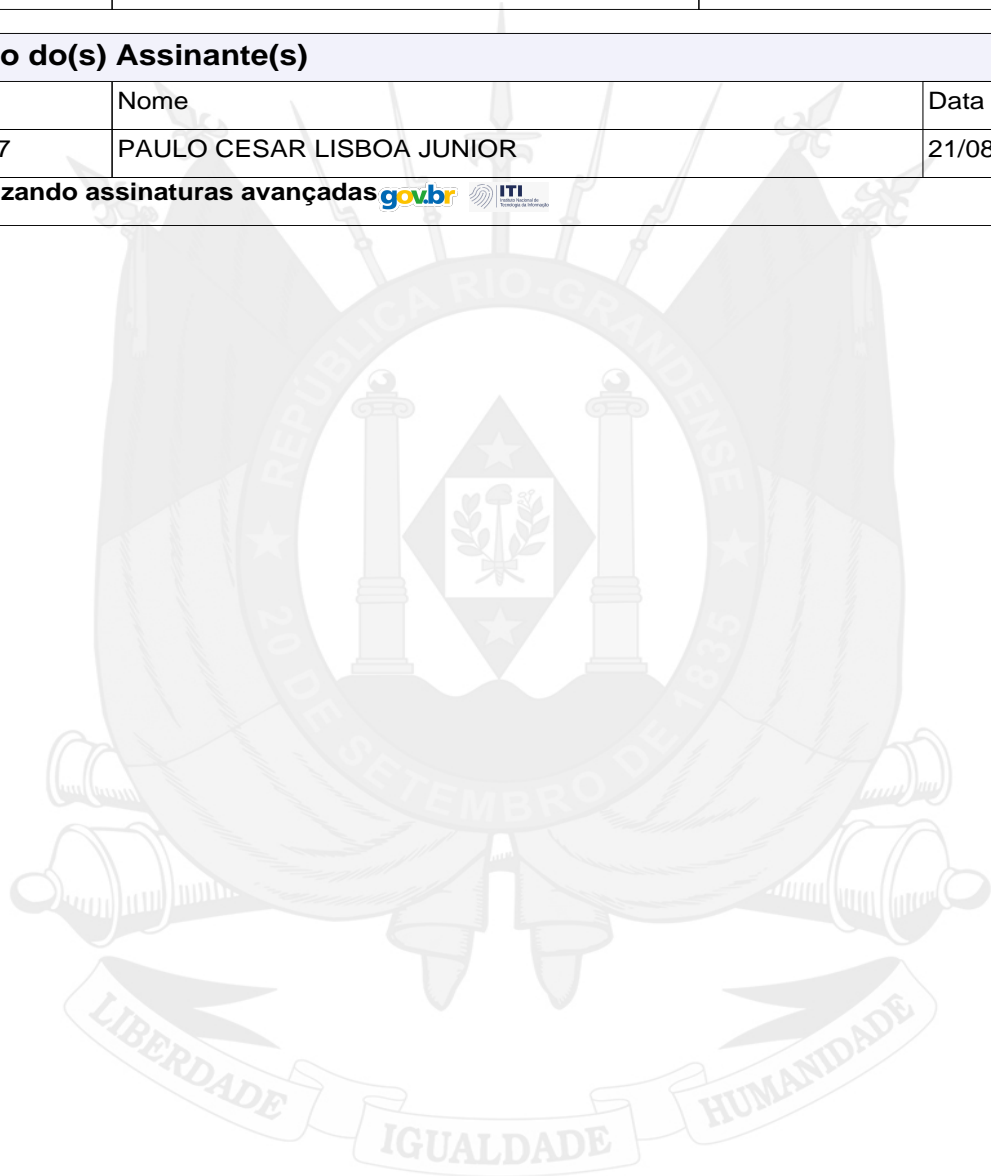 o do(s) Assinante(s)
Nome Data
7 PAULO CESAR LISBOA JUNIOR 21/08
zando assinaturas avançadas gov.br ITI
REPÚBLICA RIO-GRANDENSE
20 DE SETEMBRO DE 1835
LIBERDADE IGUALDADE HUMANIDADE